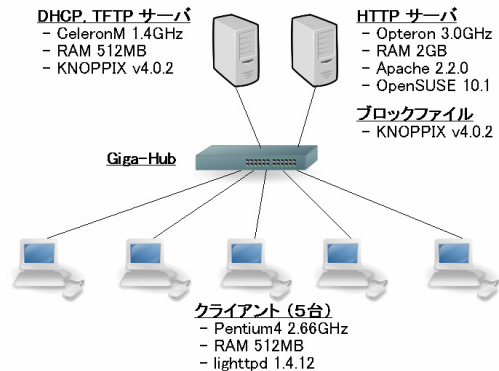 DHCP, TFTP サーバ
- CeleronM 1.4GHz
- RAM 512MB
- KNOPPIX v4.0.2
HTTP サーバ
- Opteron 3.0GHz
- RAM 2GB
- Apache 2.2.0
- OpenSUSE 10.1
ブロックファイル
- KNOPPIX v4.0.2
Giga-Hub
クライアント (5台)
- Pentium4 2.66GHz
- RAM 512MB
- lighttpd 1.4.12